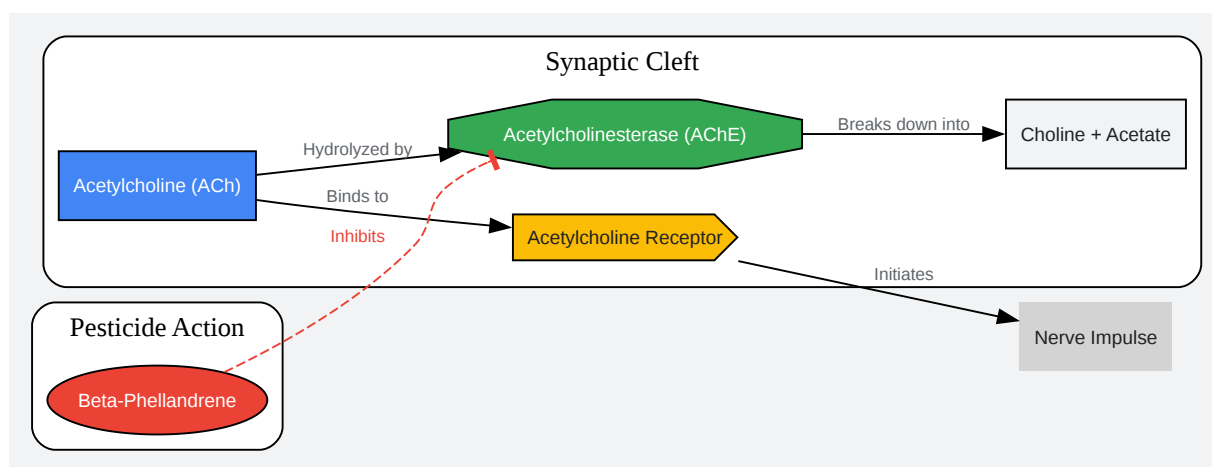 Synaptic Cleft
Acetylcholine (ACh)
Hydrolyzed by
Acetylcholinesterase (AChE)
Breaks down into
Choline + Acetate
Binds to
Inhibits
Acetylcholine Receptor
Initiates
Nerve Impulse
Pesticide Action
Beta-Phellandrene